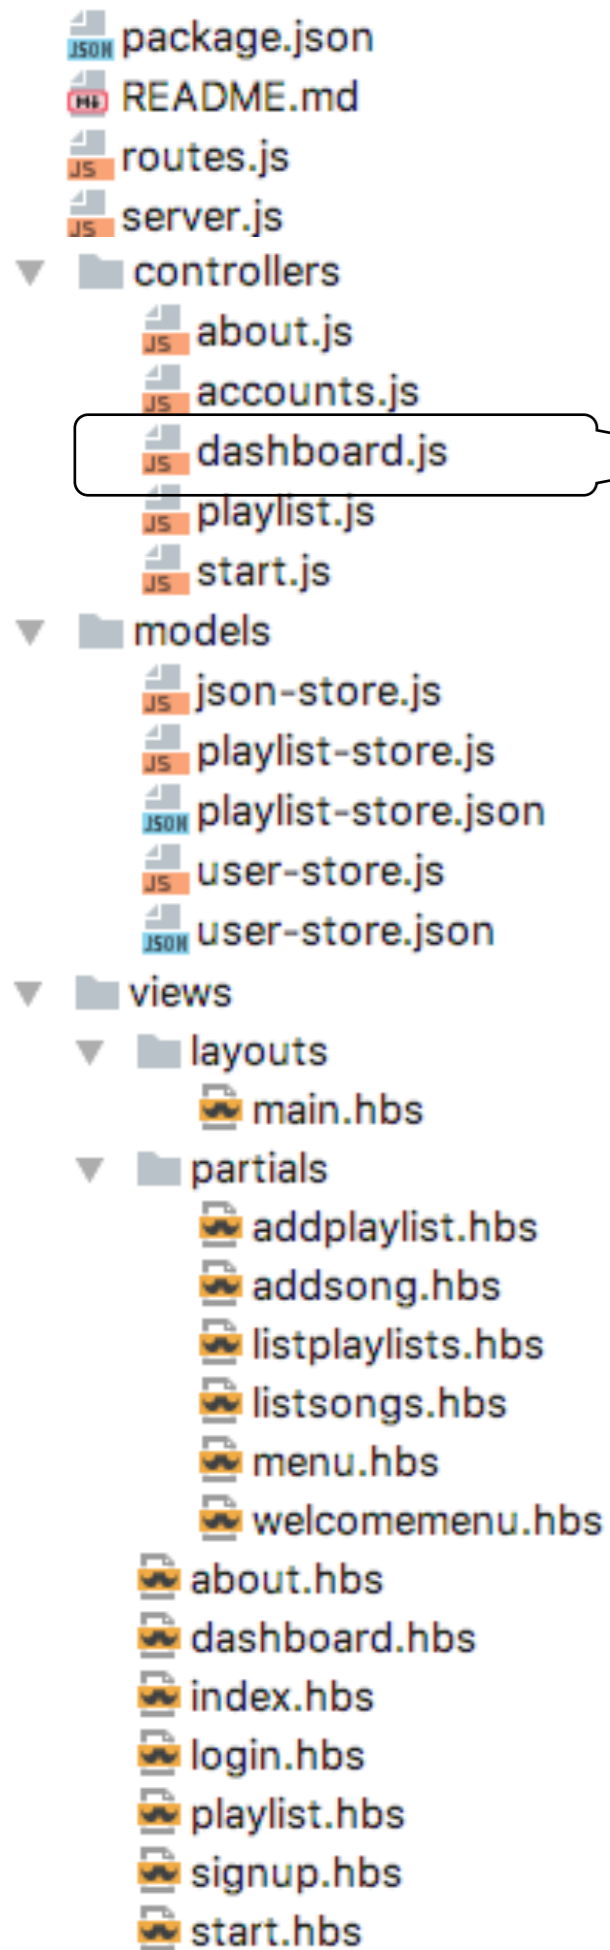 package.json
README.md
routes.js
server.js
controllers
about.js
accounts.js
dashboard.js
playlist.js
start.js
models
json-store.js
playlist-store.js
playlist-store.json
user-store.js
user-store.json
views
layouts
main.hbs
partials
addplaylist.hbs
addsong.hbs
listplaylists.hbs
listsongs.hbs
menu.hbs
welcomemenu.hbs
about.hbs
dashboard.hbs
index.hbs
login.hbs
playlist.hbs
signup.hbs
start.hbs